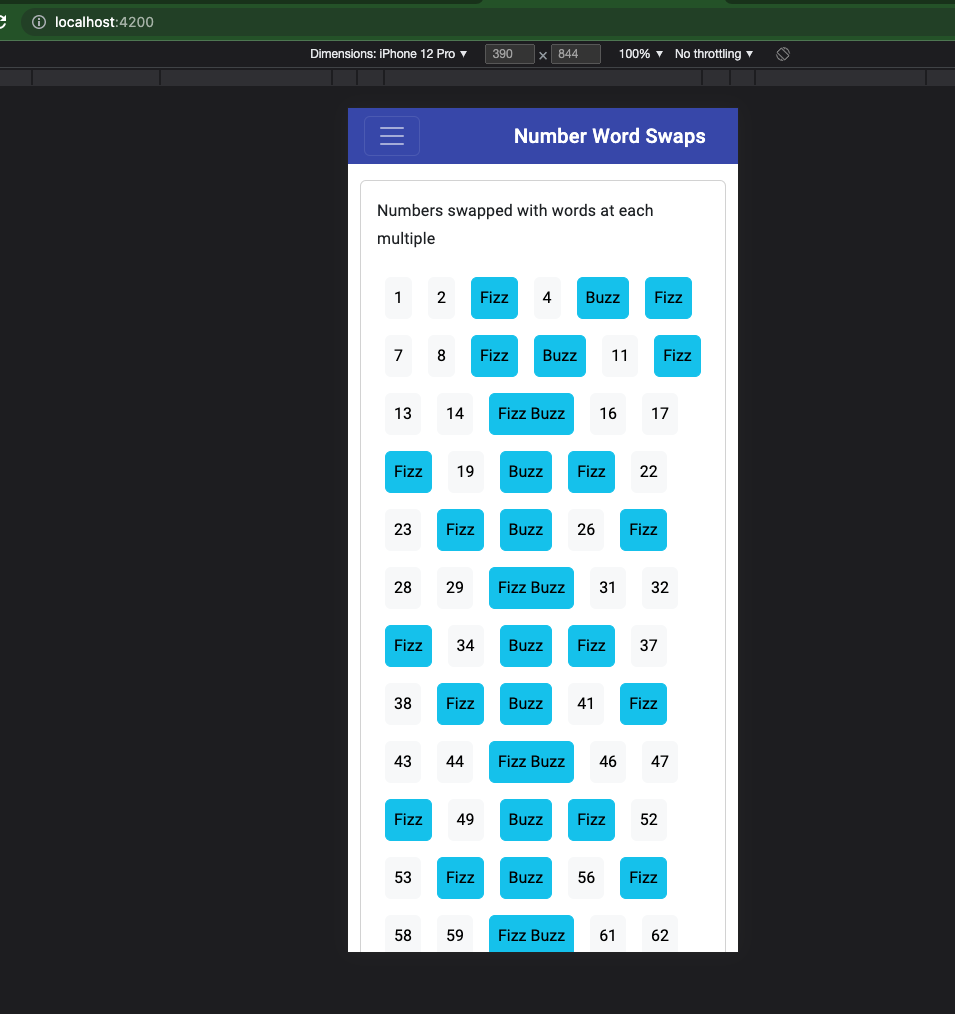 localhost:4200
Dimensions: iPhone 12 Pro ▼ 390 × 844 100% ▼ No throttling ▼
Number Word Swaps
Numbers swapped with words at each
multiple
1 2 Fizz 4 Buzz Fizz
7 8 Fizz Buzz 11 Fizz
13 14 Fizz Buzz 16 17
Fizz 19 Buzz Fizz 22
23 Fizz Buzz 26 Fizz
28 29 Fizz Buzz 31 32
Fizz 34 Buzz Fizz 37
38 Fizz Buzz 41 Fizz
43 44 Fizz Buzz 46 47
Fizz 49 Buzz Fizz 52
53 Fizz Buzz 56 Fizz
58 59 Fizz Buzz 61 62